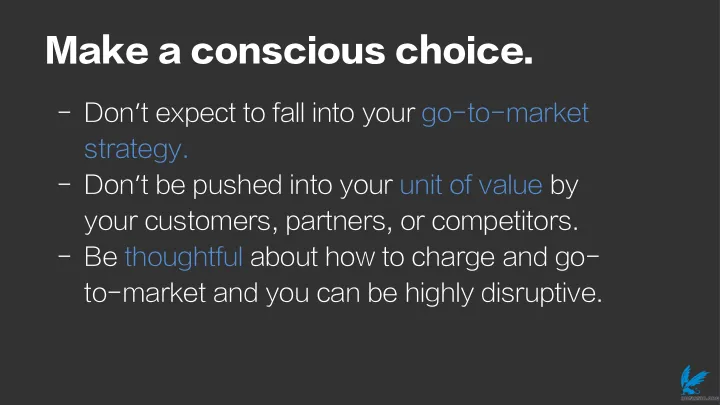 Make a conscious choice.
- Don't expect to fall into your go-to-market
strategy.
- Don't be pushed into your unit of value by
your customers, partners, or competitors.
- Be thoughtful about how to charge and go-
to-market and you can be highly disruptive.